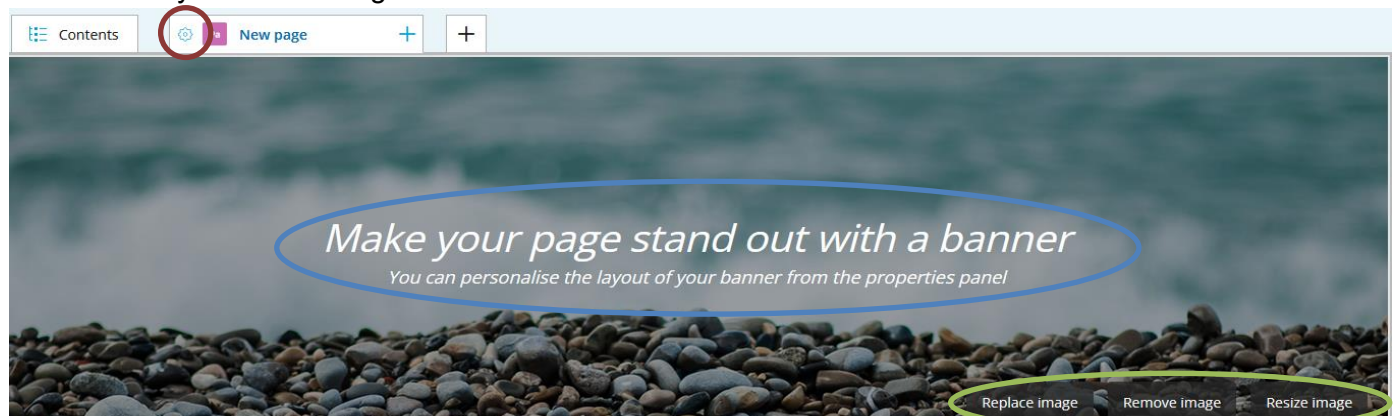 Contents
New page + +
Make your page stand out with a banner
You can personalise the layout of your banner from the properties panel
Replace image Remove image Resize image